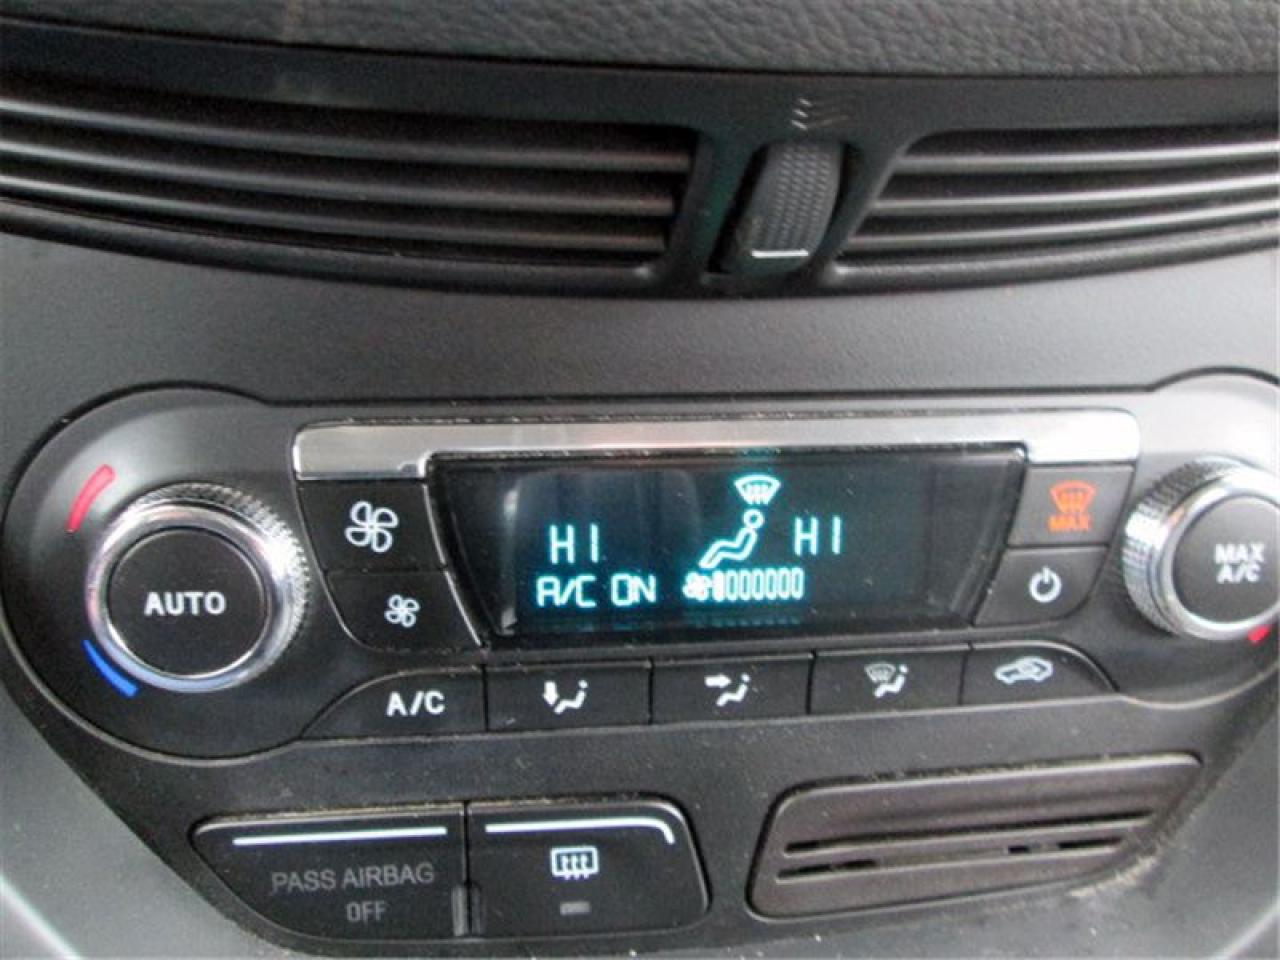 HI
HI
A/C ON
MAX
AUTO
MAX
A/C
A/C
PASS AIRBAG
OFF